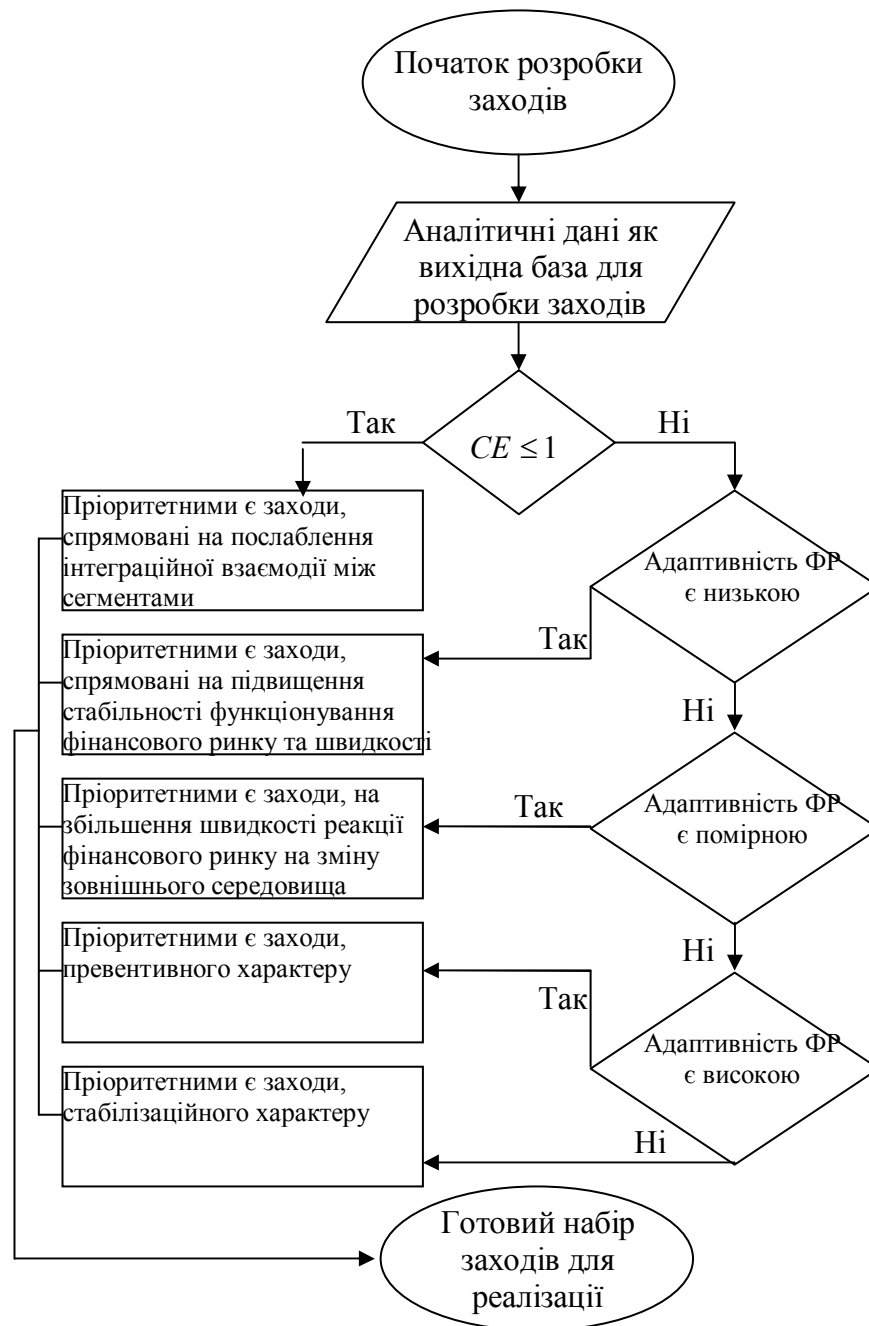 Початок розробки
заходів
Аналітичні дані як
вихідна база для
розробки заходів
Так
CE ≤ 1
Ні
Пріоритетними є заходи,
спрямовані на послаблення
інтеграційної взаємодії між
сегментами
Адаптивність ФР
є низькою
Так
Пріоритетними є заходи,
спрямовані на підвищення
стабільності функціонування
фінансового ринку та швидкості
Ні
Пріоритетними є заходи, на
збільшення швидкості реакції
фінансового ринку на зміну
зовнішнього середовища
Так
Адаптивність ФР
є помірною
Ні
Пріоритетними є заходи,
превентивного характеру
Так
Адаптивність ФР
є високою
Пріоритетними є заходи,
стабілізаційного характеру
Ні
Готовий набір
заходів для
реалізації